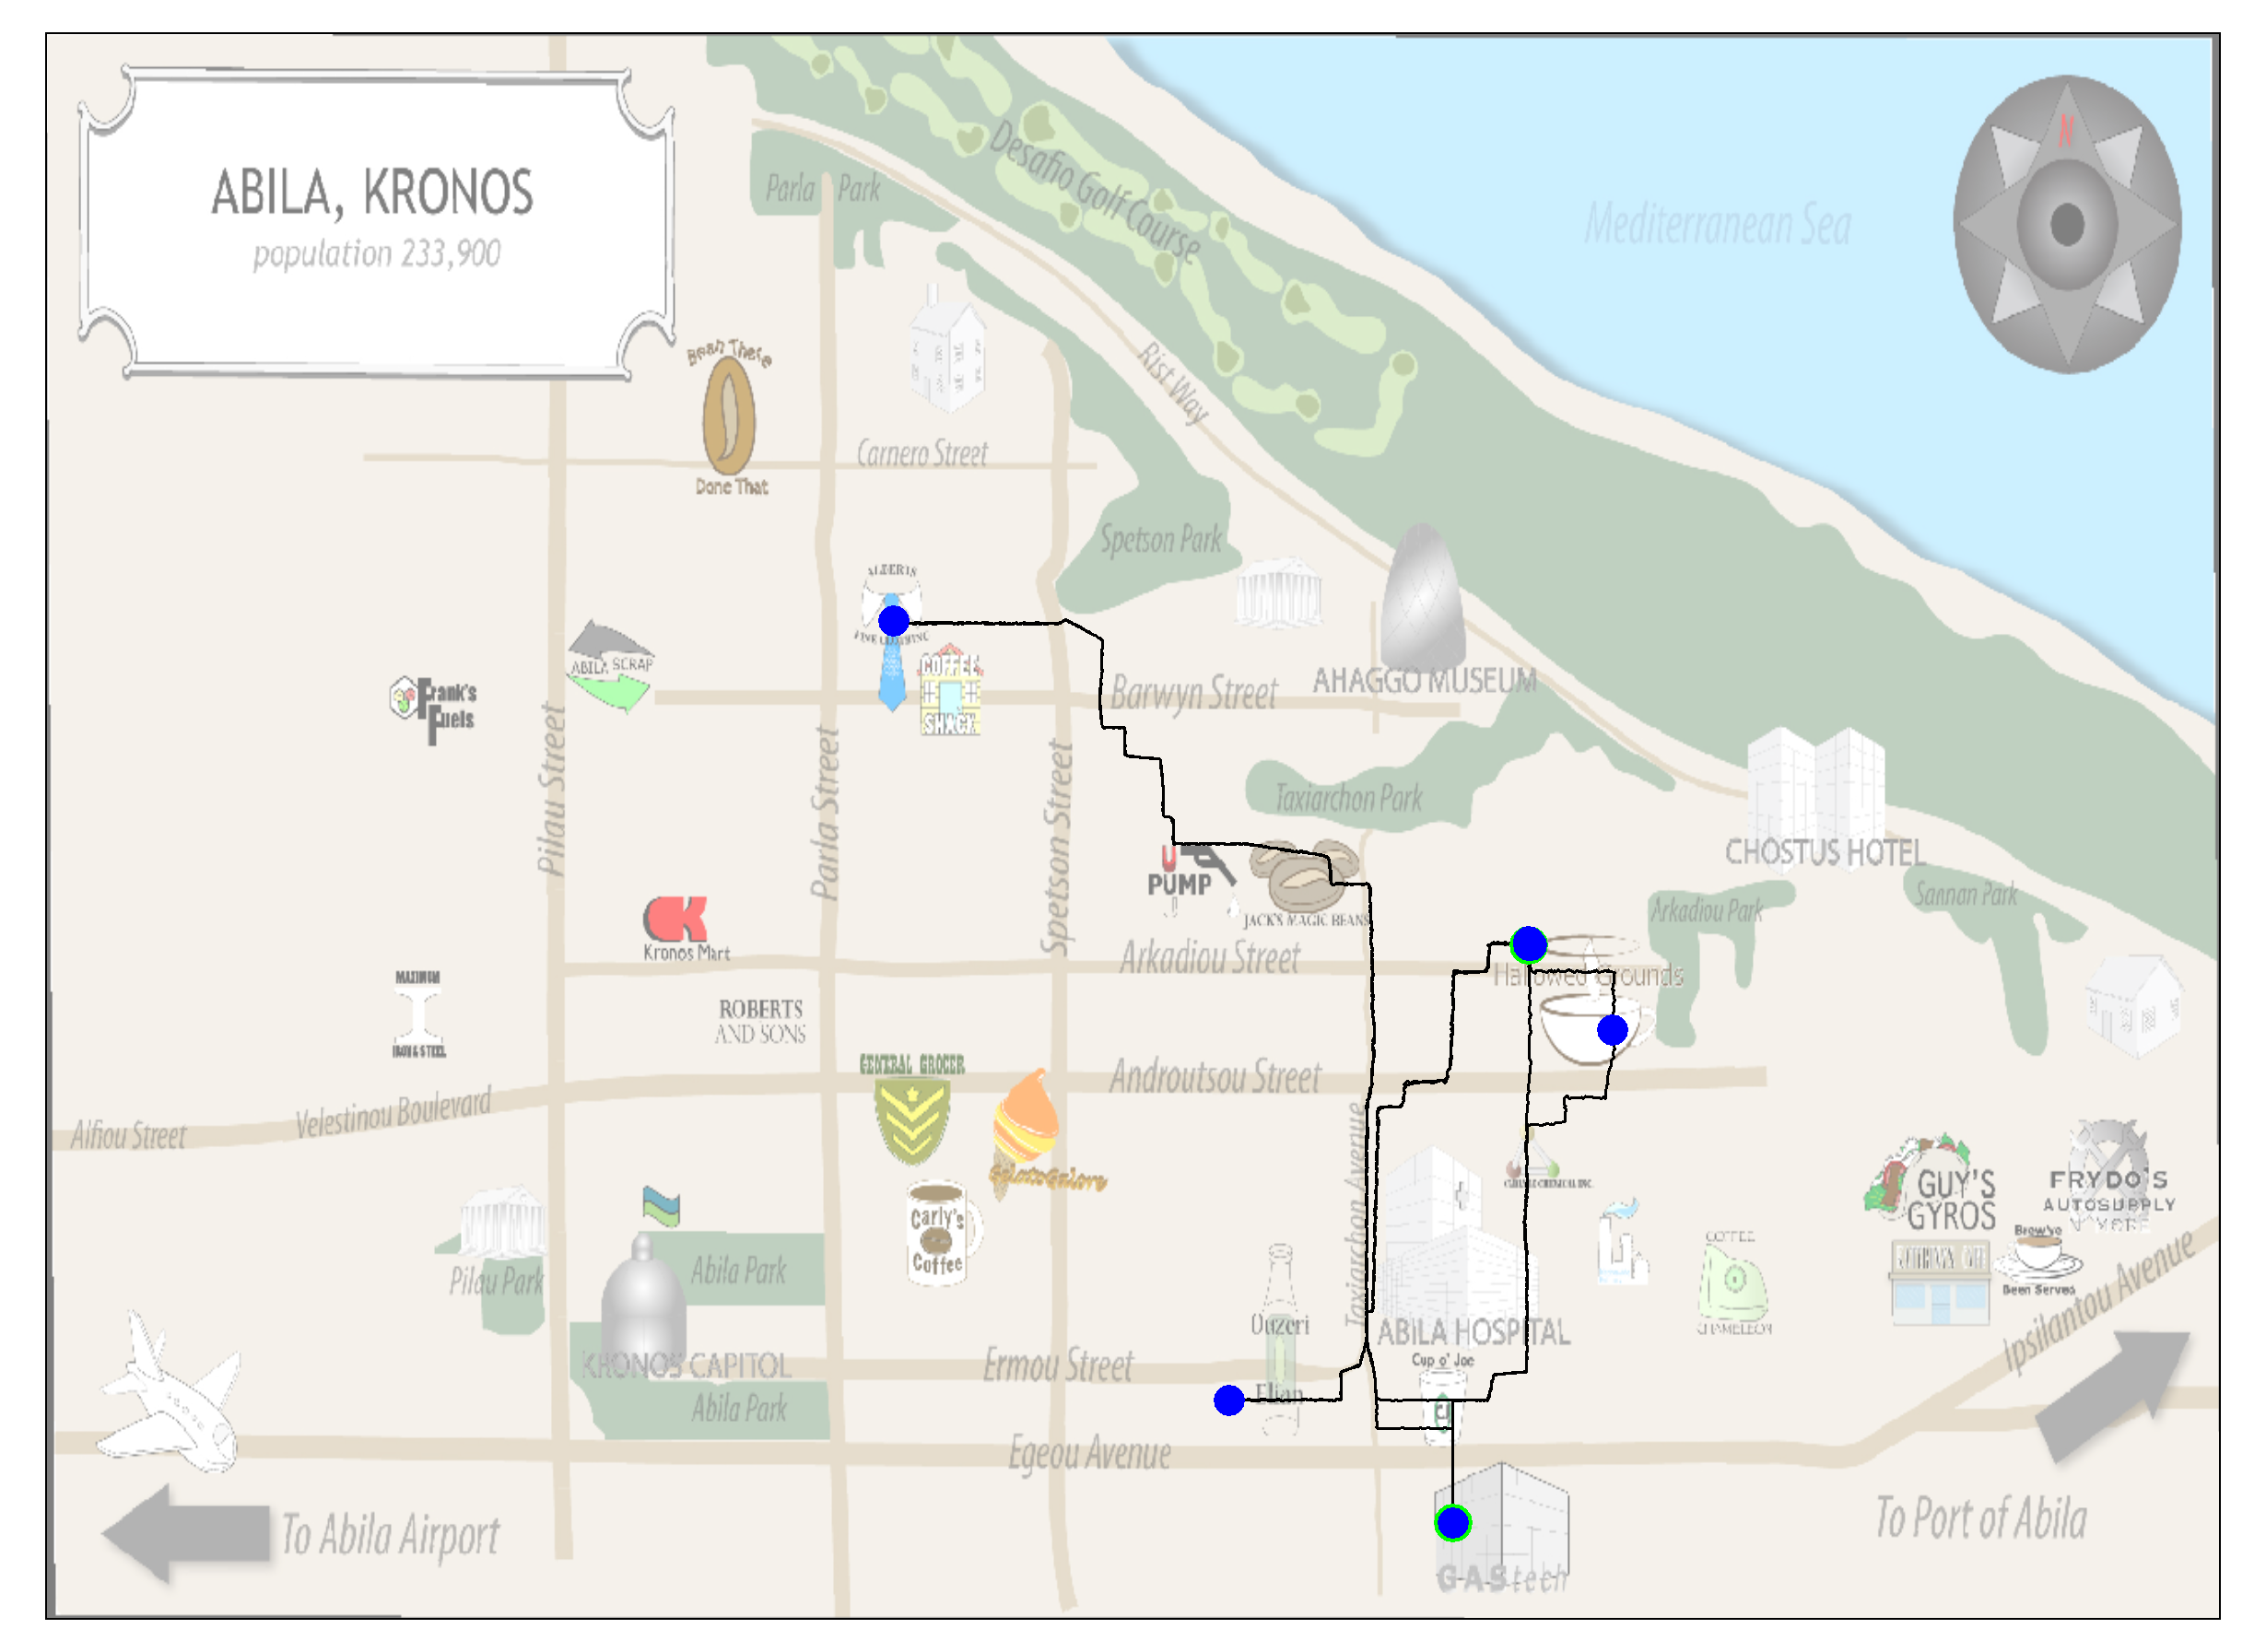 ABILA, KRONOS
population 233,900
N
Mediterranean Sea
Desafio Golf Course
Parla Park
Rist Way
Bean There
Done That
Carnero Street
Spetson Park
ALBERTS
FINE CLOTHING
ABILA SCRAP
Frank's
Fuels
COFFEE
SHACK
Barwyn Street
AHAGGO MUSEUM
Pilau Street
Parla Street
Spetson Street
Taxiarchon Park
CHOSTUS HOTEL
U
PUMP
JACK'S MAGIC BEANS
Arkadiou Park
Sannan Park
Kronos Mart
Arkadiou Street
Hallowed Grounds
MAXIMUM
IRON & STEEL
ROBERTS
AND SONS
GENERAL GROCER
Androutsou Street
Alfiou Street
Velestinou Boulevard
Taxiarchon Avenue
GelatoGalore
Carly's
Coffee
Pilau Park
Abila Park
KRONOS CAPITOL
Abila Park
Ermou Street
Ouzeri
Elian
ABILA HOSPITAL
Cup o' Joe
COFFEE
CHAMELEON
GUY'S
GYROS
FRYDO'S
AUTOSUPPLY
N' MORE
Brew've
Been Served
Ipsilantou Avenue
Egeou Avenue
To Abila Airport
GAStech
To Port of Abila